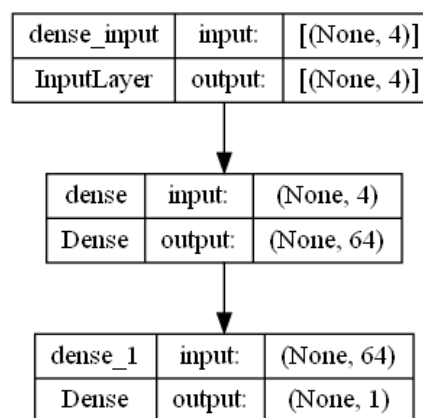 dense_input input: [(None, 4)]
InputLayer output: [(None, 4)]
dense input: (None, 4)
Dense output: (None, 64)
dense_1 input: (None, 64)
Dense output: (None, 1)